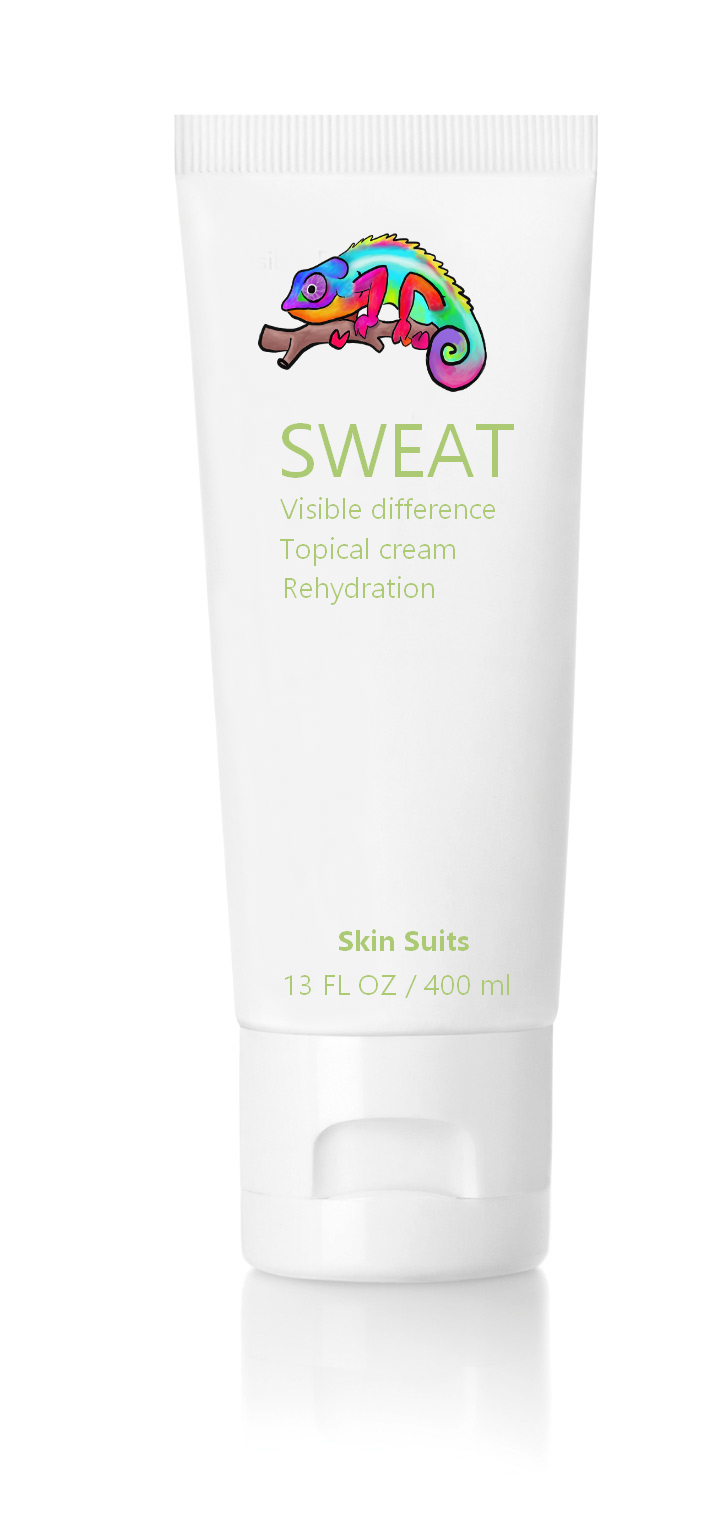 SWEAT
Visible difference
Topical cream
Rehydration
Skin Suits
13 FL OZ / 400 ml